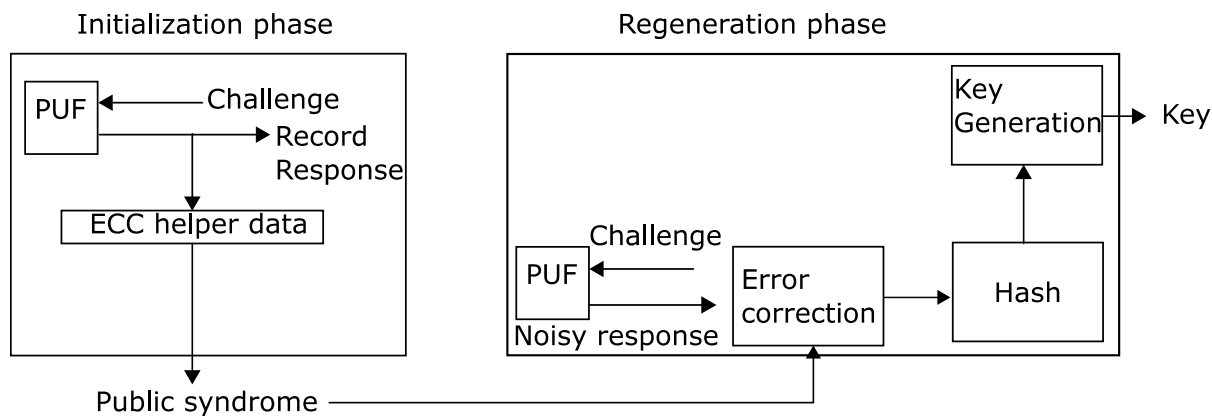 Initialization phase
PUF
Challenge
Record
Response
ECC helper data
Public syndrome
Regeneration phase
Key
Generation
Key
Challenge
PUF
Noisy response
Error
correction
Hash